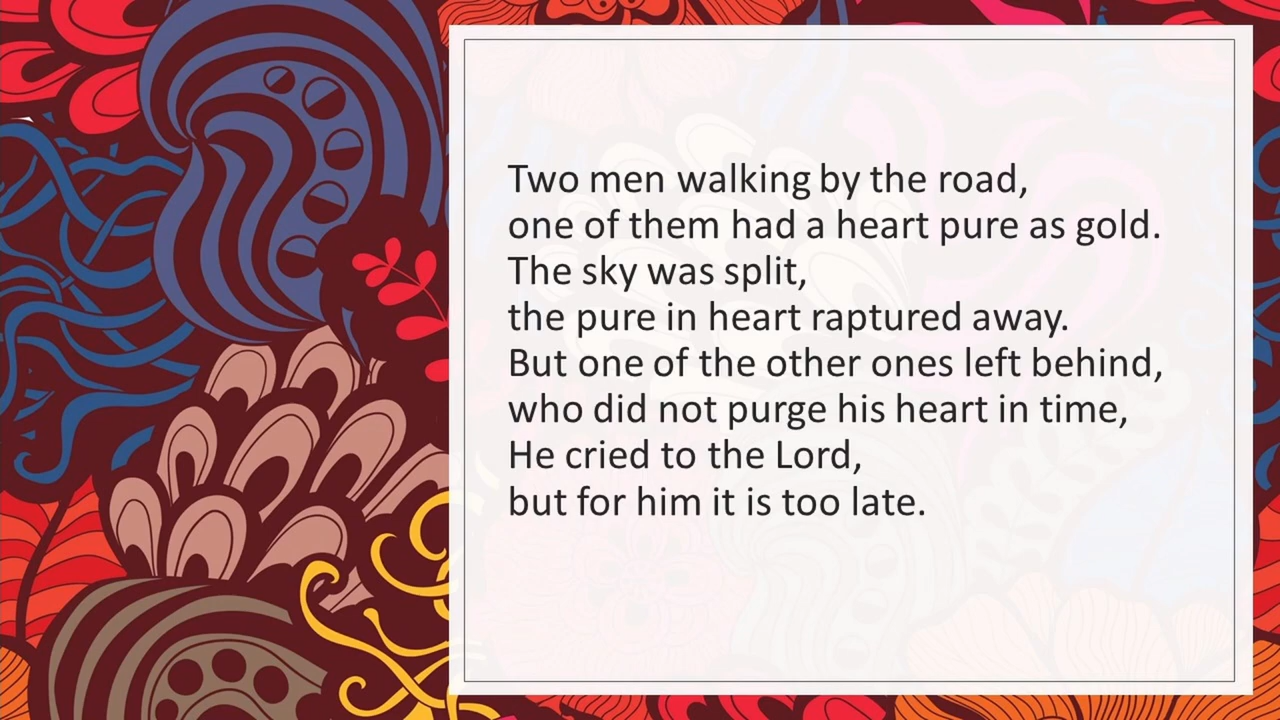 Two men walking by the road,
one of them had a heart pure as gold.
The sky was split,
the pure in heart raptured away.
But one of the other ones left behind,
who did not purge his heart in time,
He cried to the Lord,
but for him it is too late.